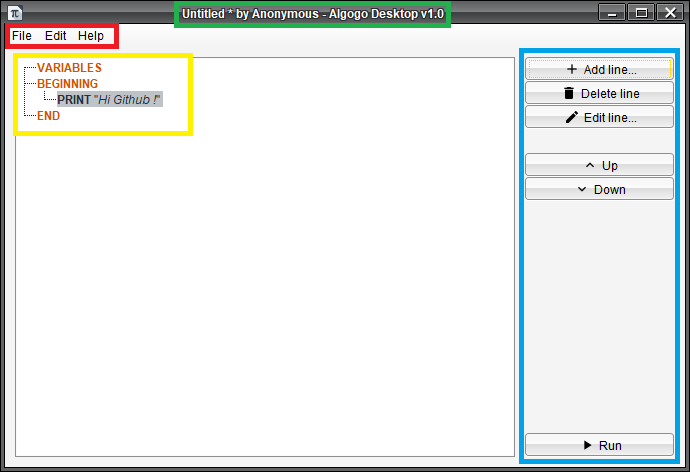 Untitled * by Anonymous - Algogo Desktop v1.0
File Edit Help
VARIABLES
BEGINNING
PRINT "Hi Github !"
END
Add line...
Delete line
Edit line...
Up
Down
Run